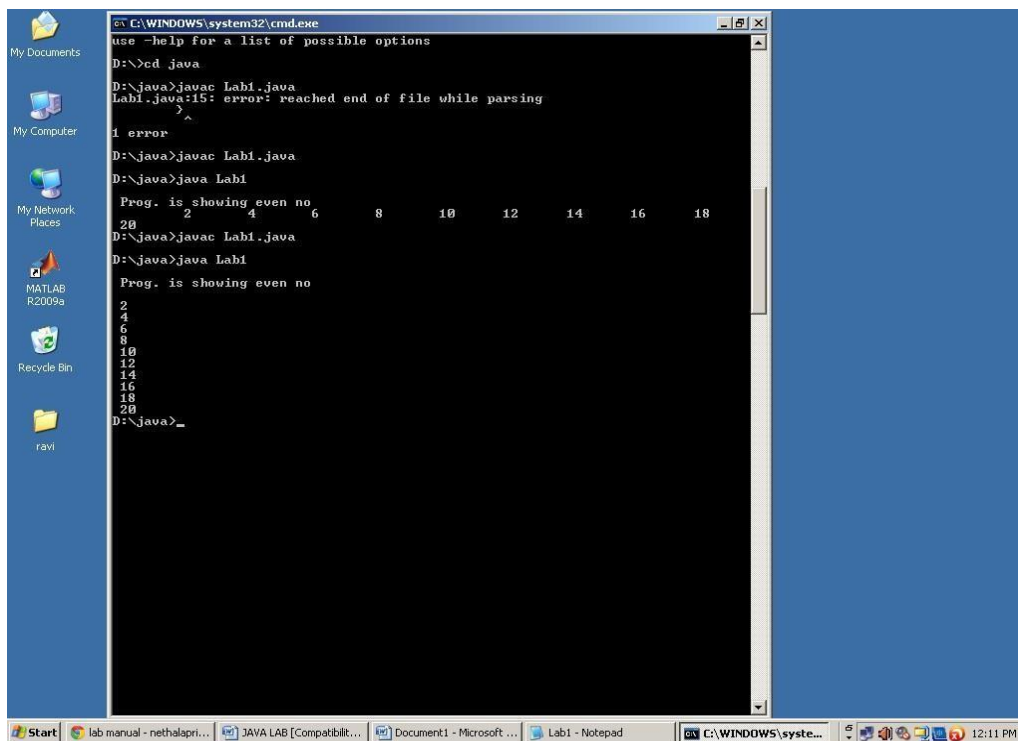 My Documents
My Computer
My Network
Places
MATLAB
R2009a
Recycle Bin
ravi
C:\WINDOWS\system32\cmd.exe
use -help for a list of possible options
D:\>cd java
D:\java>javac Lab1.java
Lab1.java:15: error: reached end of file while parsing
}
^
1 error
D:\java>javac Lab1.java
D:\java>java Lab1
Prog. is showing even no
2 4 6 8 10 12 14 16 18
20
D:\java>javac Lab1.java
D:\java>java Lab1
Prog. is showing even no
2
4
6
8
10
12
14
16
18
20
D:\java>_
Start lab manual - nethalapri... JAVA LAB [Compatibilit... Document1 - Microsoft ... Lab1 - Notepad C:\WINDOWS\syste... 12:11 PM